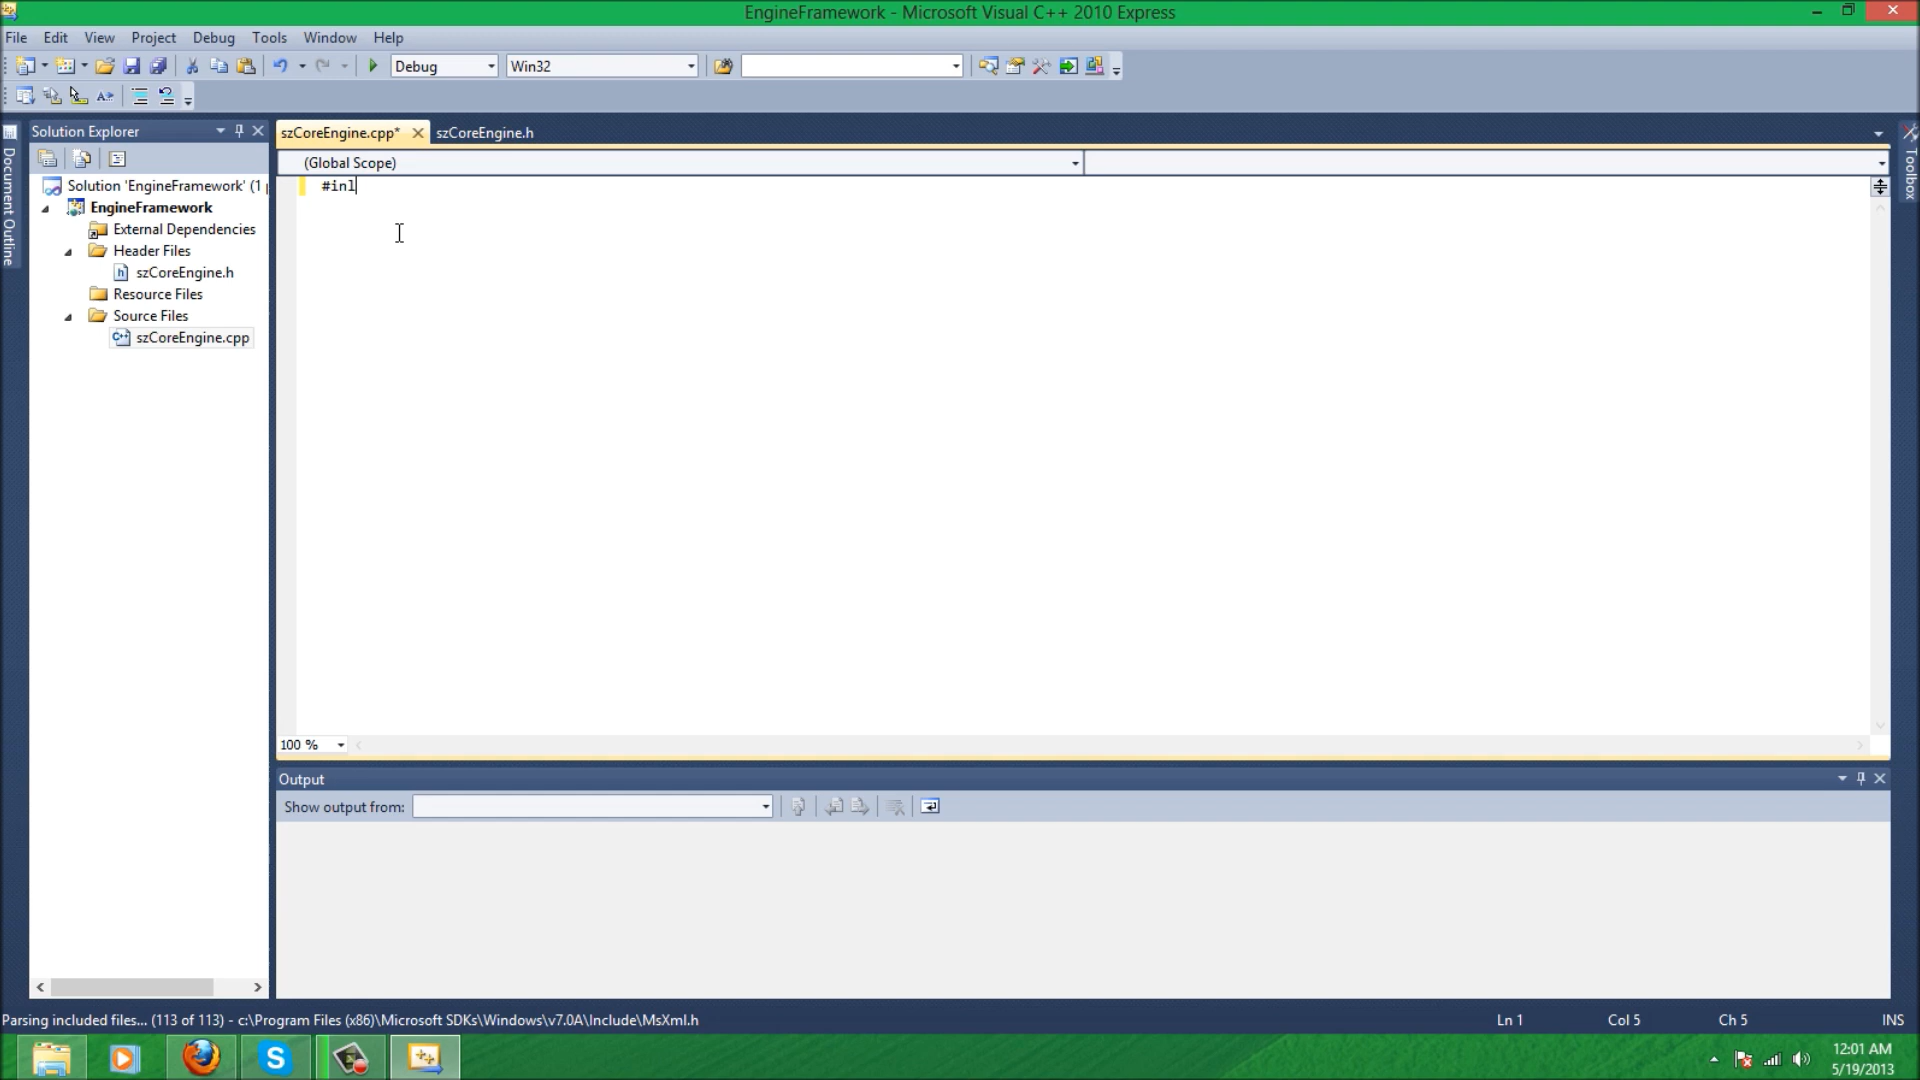 EngineFramework - Microsoft Visual C++ 2010 Express
File Edit View Project Debug Tools Window Help
Debug Win32
Solution Explorer
szCoreEngine.cpp* szCoreEngine.h
(Global Scope)
Document Outline
Toolbox
Solution 'EngineFramework' (1
EngineFramework
External Dependencies
Header Files
szCoreEngine.h
Resource Files
Source Files
szCoreEngine.cpp
#inl
100 %
Output
Show output from:
Parsing included files... (113 of 113) - c:\Program Files (x86)\Microsoft SDKs\Windows\v7.0A\Include\MsXml.h
Ln 1 Col 5 Ch 5 INS
12:01 AM
5/19/2013